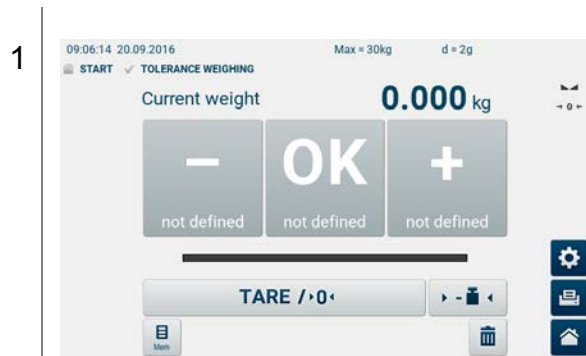 1
09:06:14 20.09.2016 Max = 30kg d = 2g
START TOLERANCE WEIGHING
Current weight 0.000 kg
→ 0 ←
− OK +
not defined not defined not defined
TARE /▸0◂ ▸ - ◂
Mem